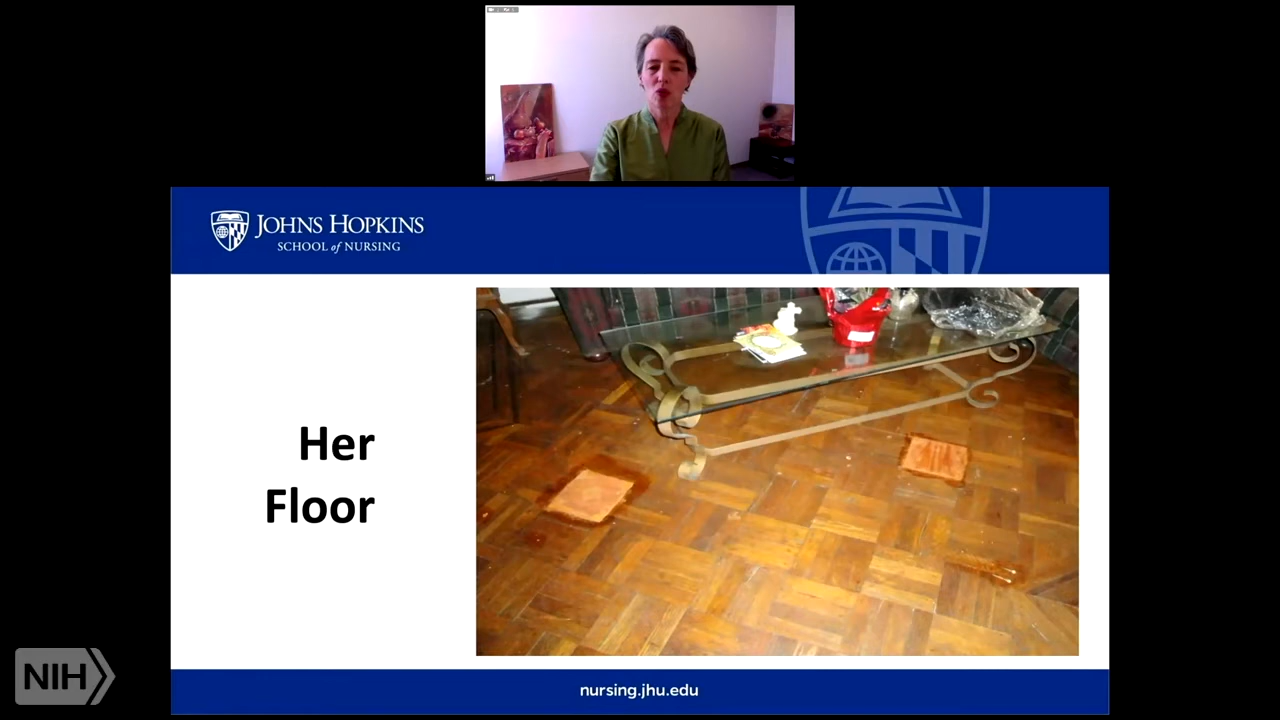 JOHNS HOPKINS
SCHOOL of NURSING
Her
Floor
NIH
nursing.jhu.edu